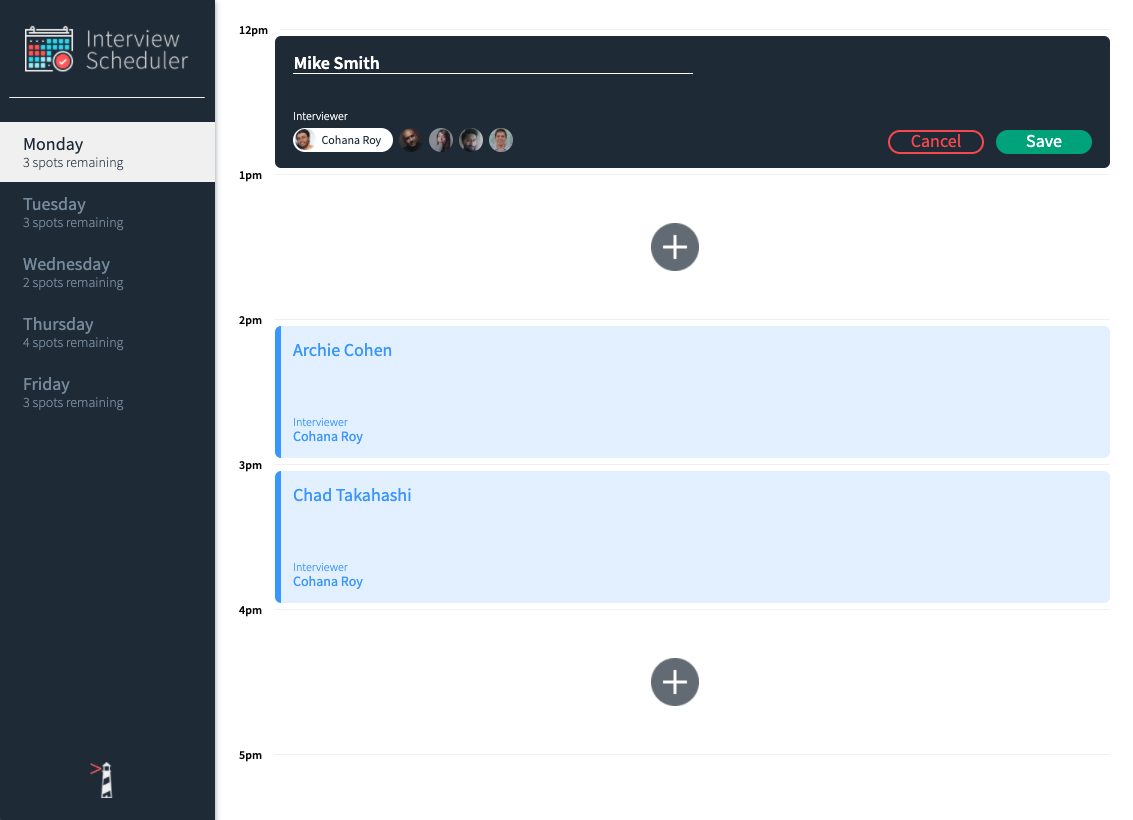 Interview
Scheduler
Monday
3 spots remaining
Tuesday
3 spots remaining
Wednesday
2 spots remaining
Thursday
4 spots remaining
Friday
3 spots remaining
12pm
Mike Smith
Interviewer
Cohana Roy
Cancel
Save
1pm
2pm
Archie Cohen
Interviewer
Cohana Roy
3pm
Chad Takahashi
Interviewer
Cohana Roy
4pm
5pm